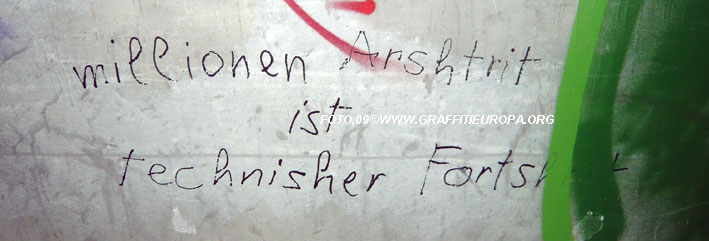 millionen Arshtrit
ist
FOTO.09©WWW.GRAFFITIEUROPA.ORG
technisher